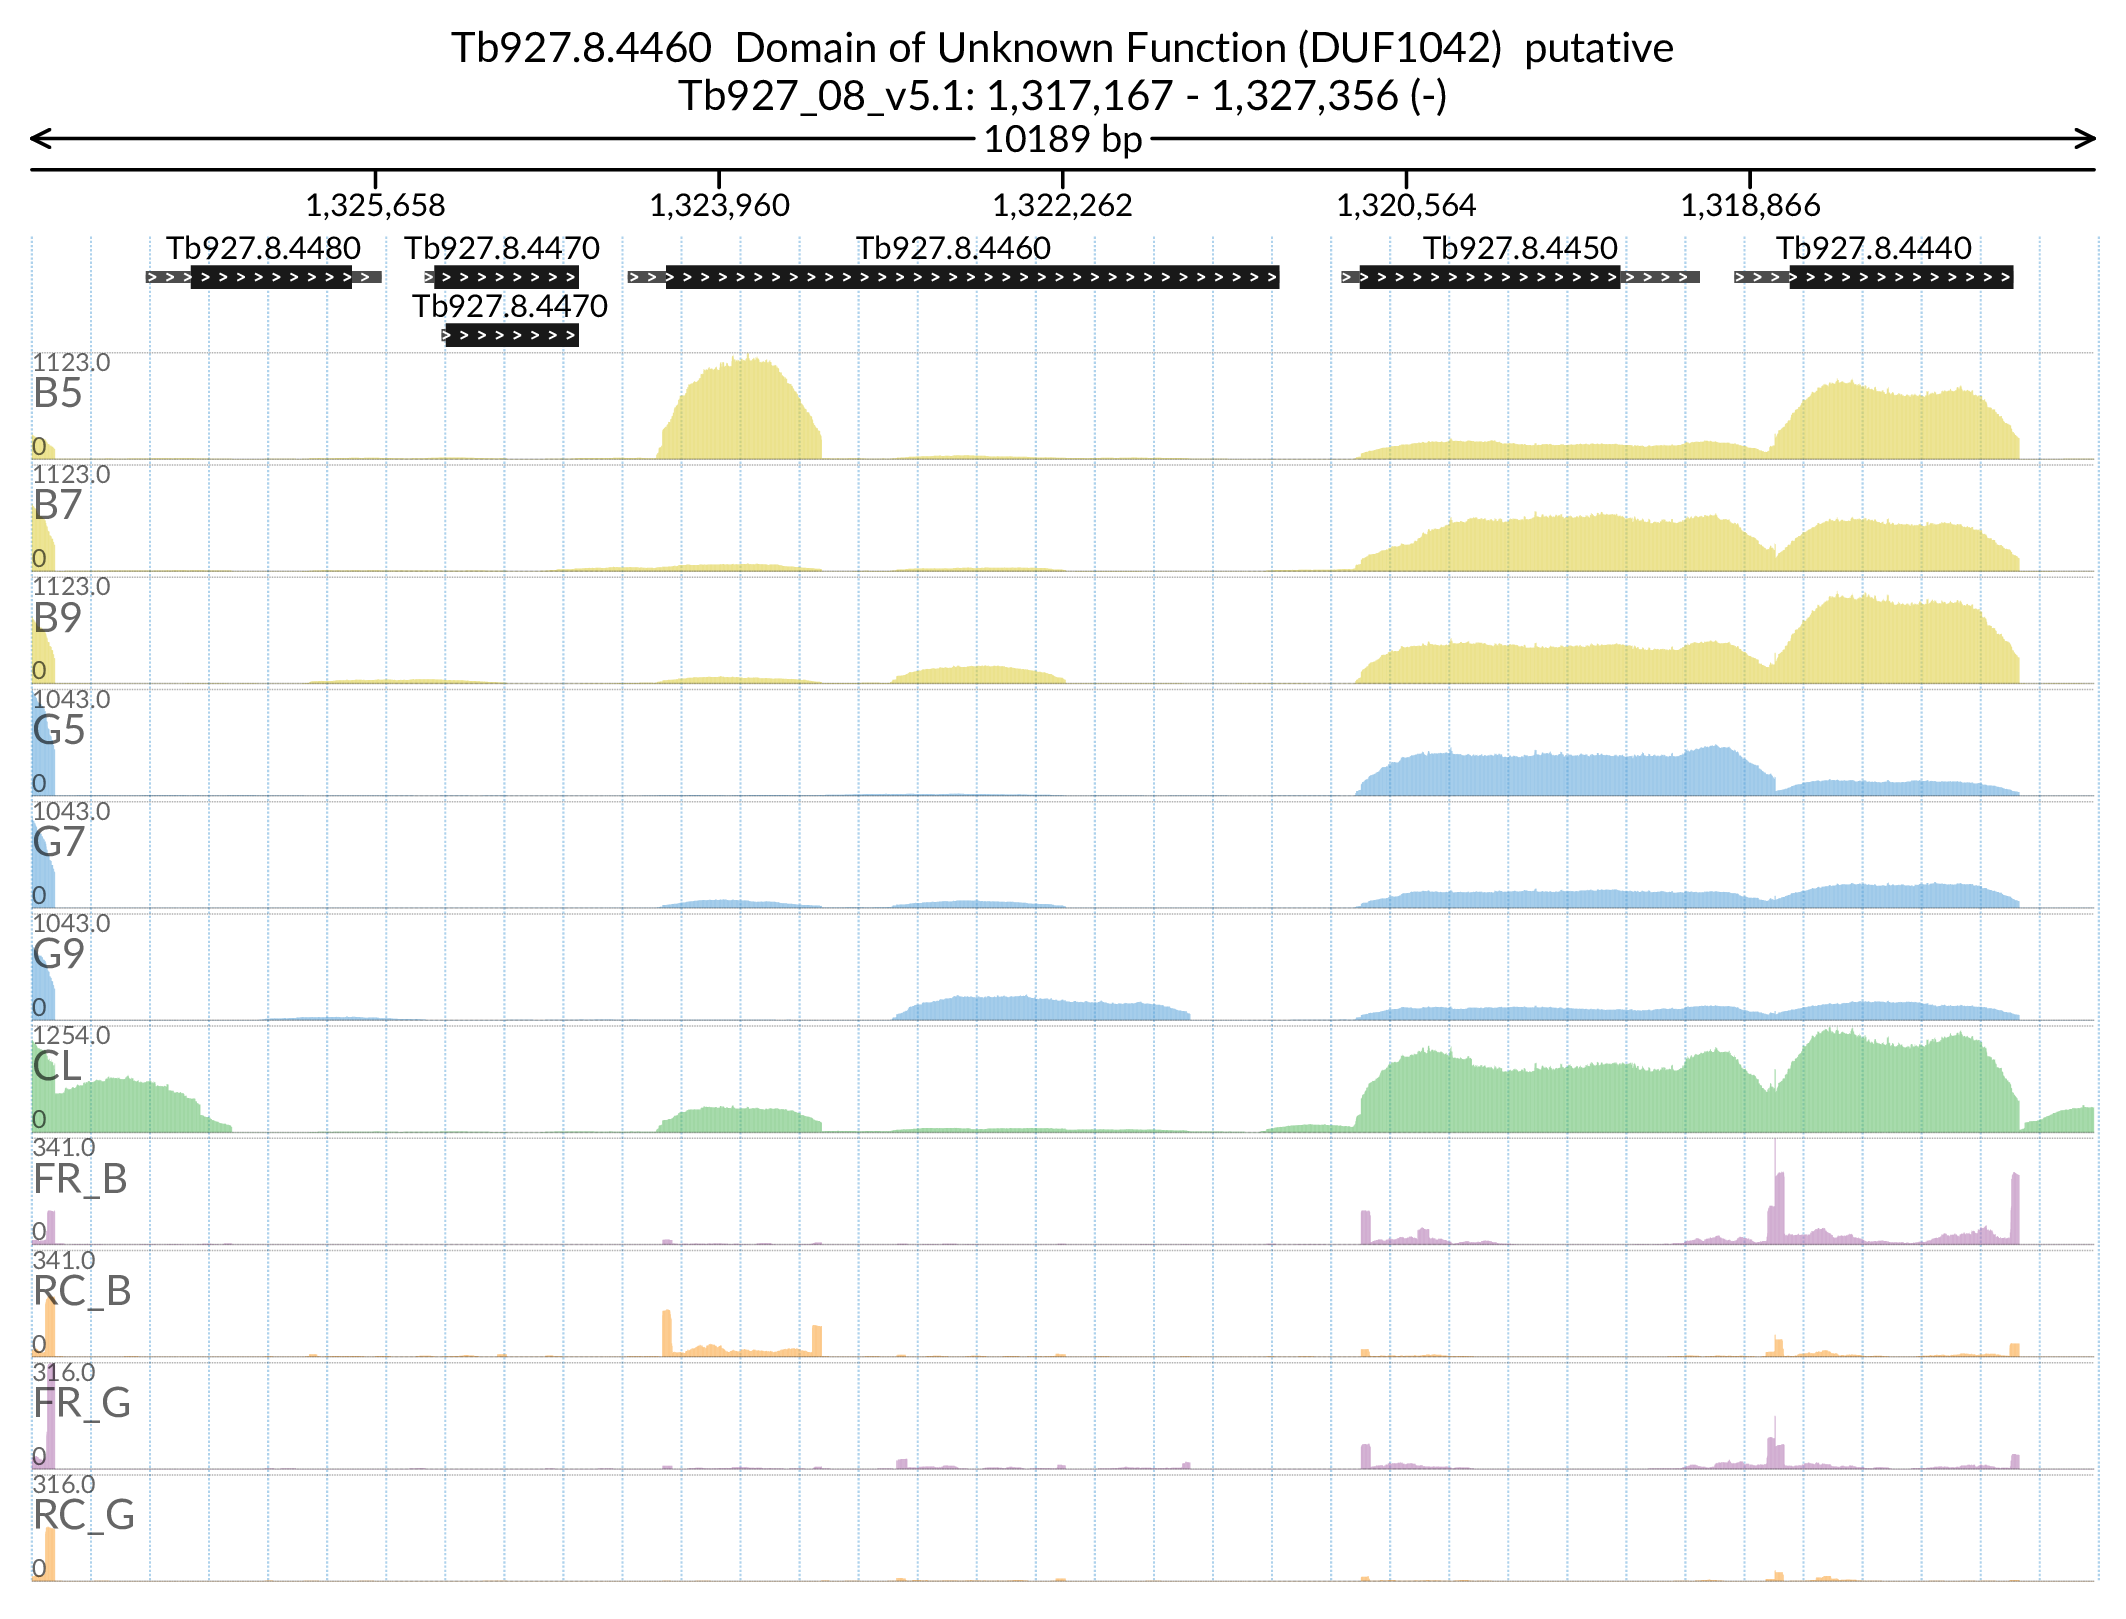 Tb927.8.4460  Domain of Unknown Function (DUF1042)  putative
Tb927_08_v5.1: 1,317,167 - 1,327,356 (-)
10189 bp
1,325,658 1,323,960 1,322,262 1,320,564 1,318,866
Tb927.8.4480 Tb927.8.4470 Tb927.8.4460 Tb927.8.4450 Tb927.8.4440
Tb927.8.4470
1123.0
B5
0
1123.0
B7
0
1123.0
B9
0
1043.0
G5
0
1043.0
G7
0
1043.0
G9
0
1254.0
CL
0
341.0
FR_B
0
341.0
RC_B
0
316.0
FR_G
0
316.0
RC_G
0